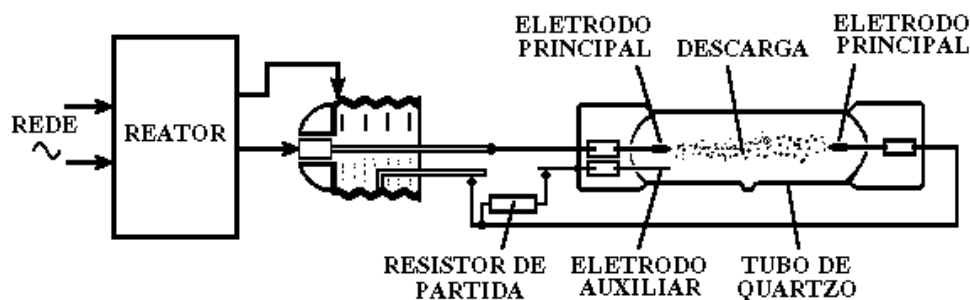 ELETRODO
PRINCIPAL
DESCARGA
ELETRODO
PRINCIPAL
REDE
REATOR
RESISTOR DE
PARTIDA
ELETRODO
AUXILIAR
TUBO DE
QUARTZO